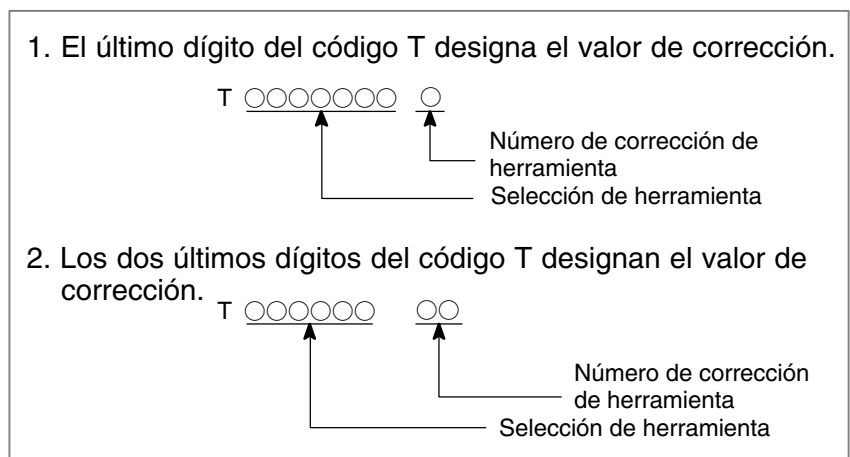 1. El último dígito del código T designa el valor de corrección.
T ○○○○○○○ ○
Número de corrección de
herramienta
Selección de herramienta
2. Los dos últimos dígitos del código T designan el valor de
corrección.
T ○○○○○○ ○○
Número de corrección
de herramienta
Selección de herramienta